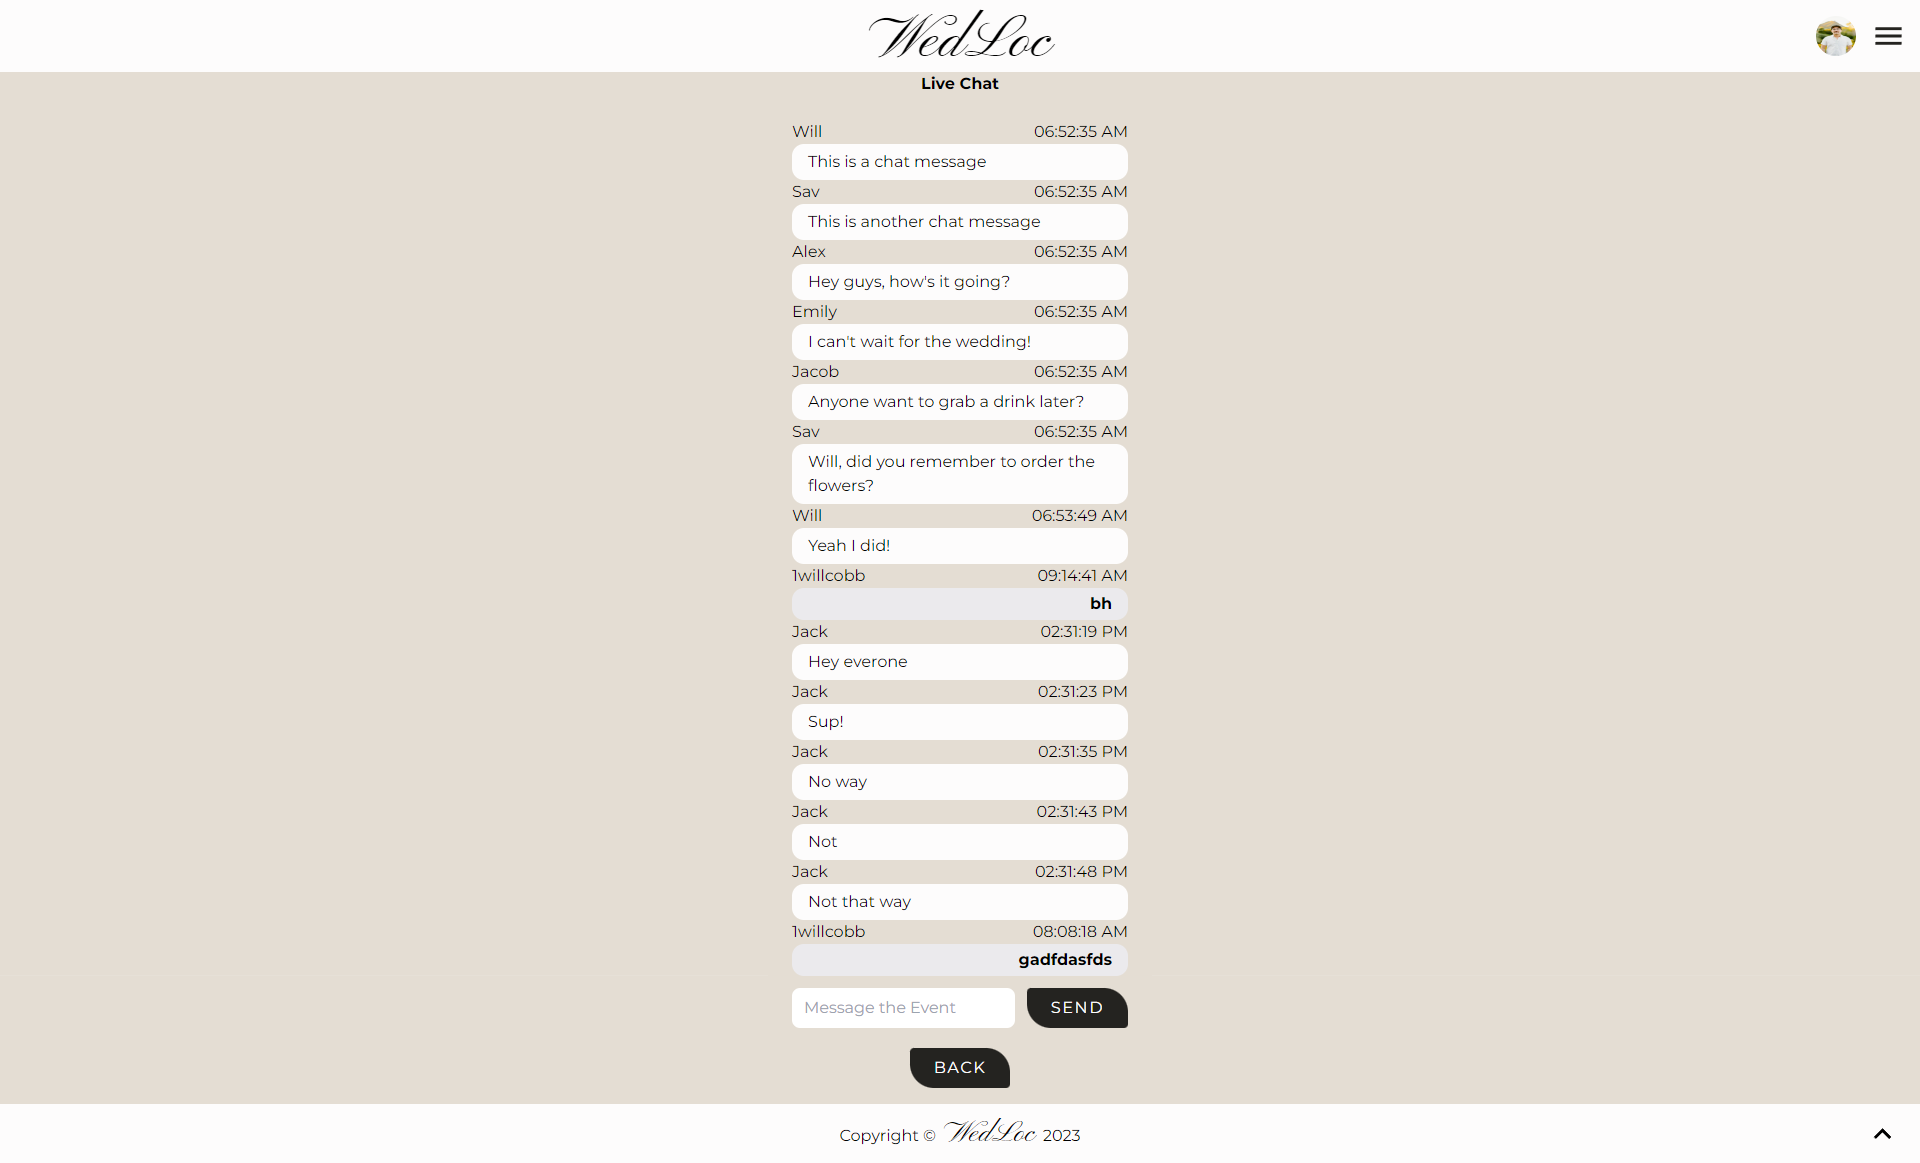 WedLoc
Live Chat
Will 06:52:35 AM
This is a chat message
Sav 06:52:35 AM
This is another chat message
Alex 06:52:35 AM
Hey guys, how's it going?
Emily 06:52:35 AM
I can't wait for the wedding!
Jacob 06:52:35 AM
Anyone want to grab a drink later?
Sav 06:52:35 AM
Will, did you remember to order the
flowers?
Will 06:53:49 AM
Yeah I did!
1willcobb 09:14:41 AM
bh
Jack 02:31:19 PM
Hey everone
Jack 02:31:23 PM
Sup!
Jack 02:31:35 PM
No way
Jack 02:31:43 PM
Not
Jack 02:31:48 PM
Not that way
1willcobb 08:08:18 AM
gadfdasfds
Message the Event SEND
BACK
Copyright © WedLoc 2023